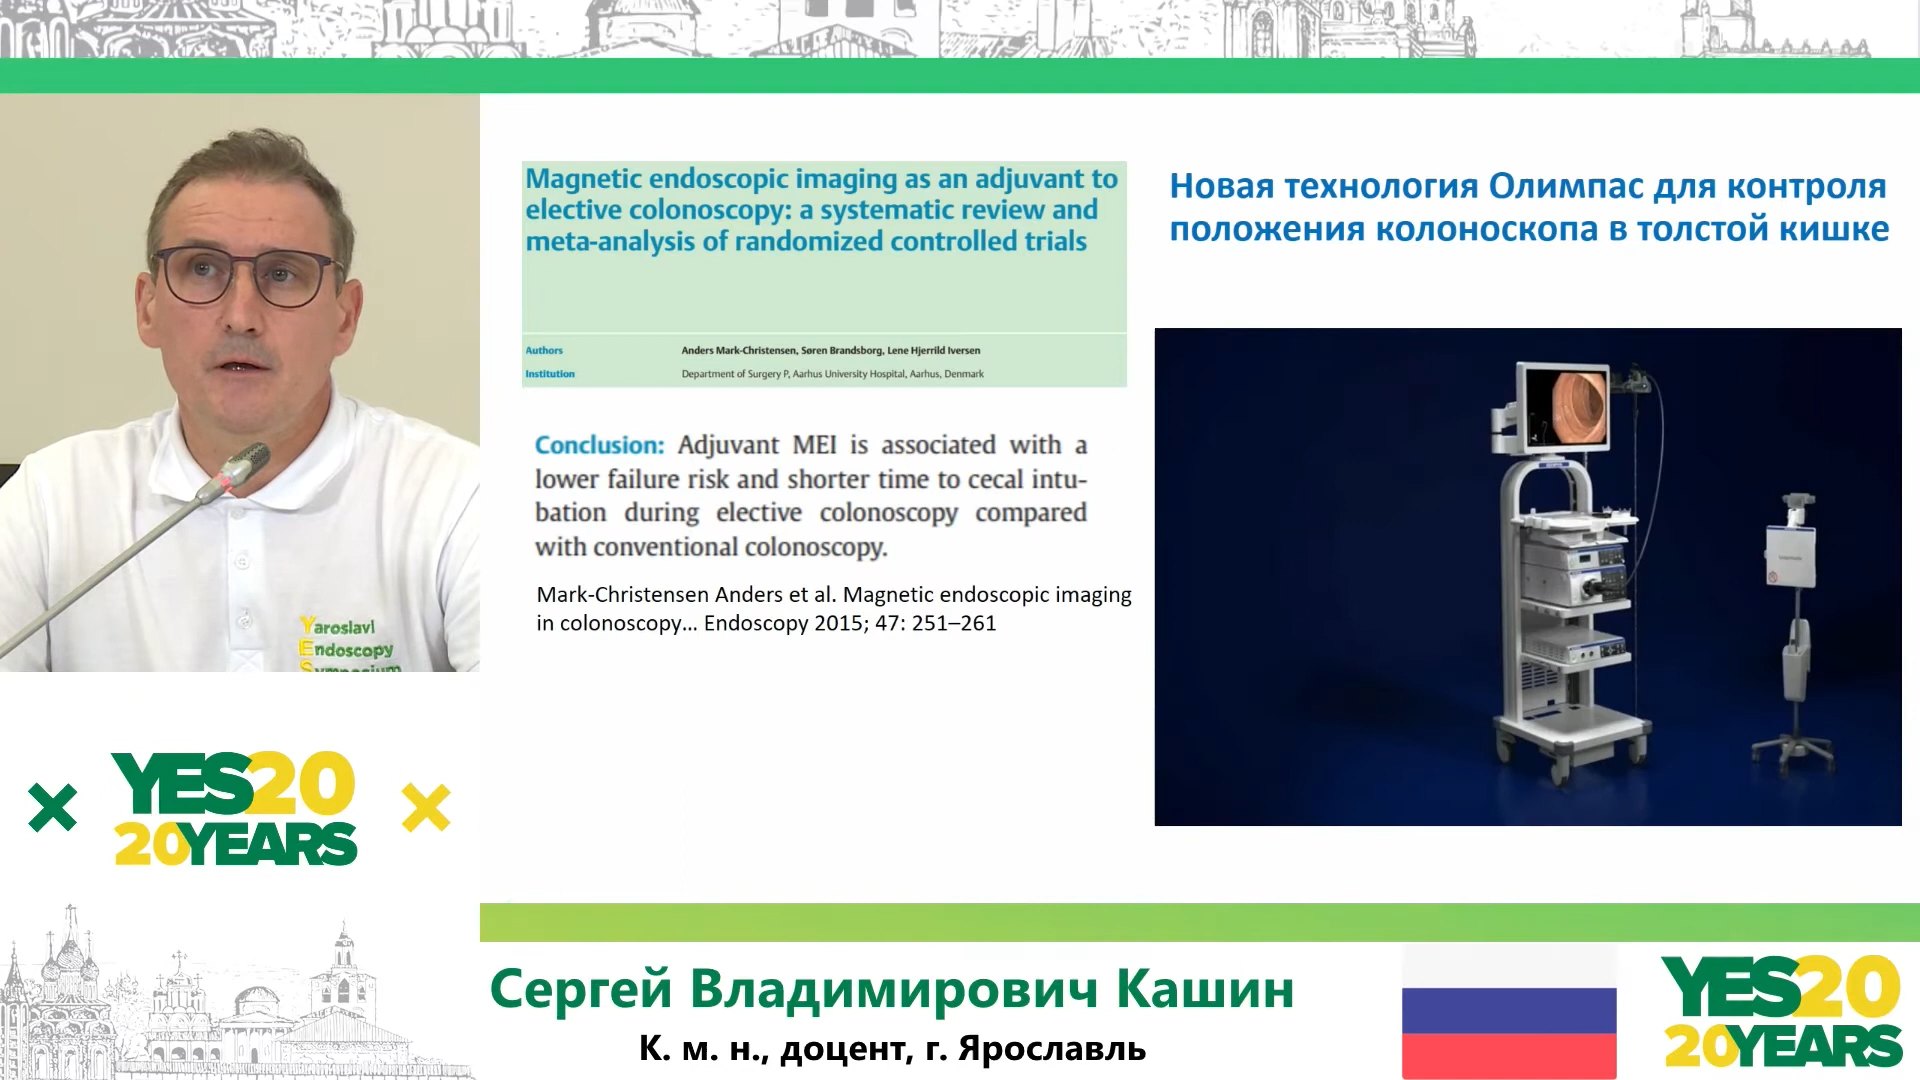 Magnetic endoscopic imaging as an adjuvant to
elective colonoscopy: a systematic review and
meta-analysis of randomized controlled trials
Authors
Anders Mark-Christensen, Søren Brandsborg, Lene Hjerrild Iversen
Institution
Department of Surgery P, Aarhus University Hospital, Aarhus, Denmark
Conclusion: Adjuvant MEI is associated with a
lower failure risk and shorter time to cecal intu-
bation during elective colonoscopy compared
with conventional colonoscopy.
Mark-Christensen Anders et al. Magnetic endoscopic imaging
in colonoscopy... Endoscopy 2015; 47: 251–261
Новая технология Олимпас для контроля
положения колоноскопа в толстой кишке
Yaroslavl
Endoscopy
Symposium
YES20
20YEARS
Сергей Владимирович Кашин
К. м. н., доцент, г. Ярославль
YES20
20YEARS